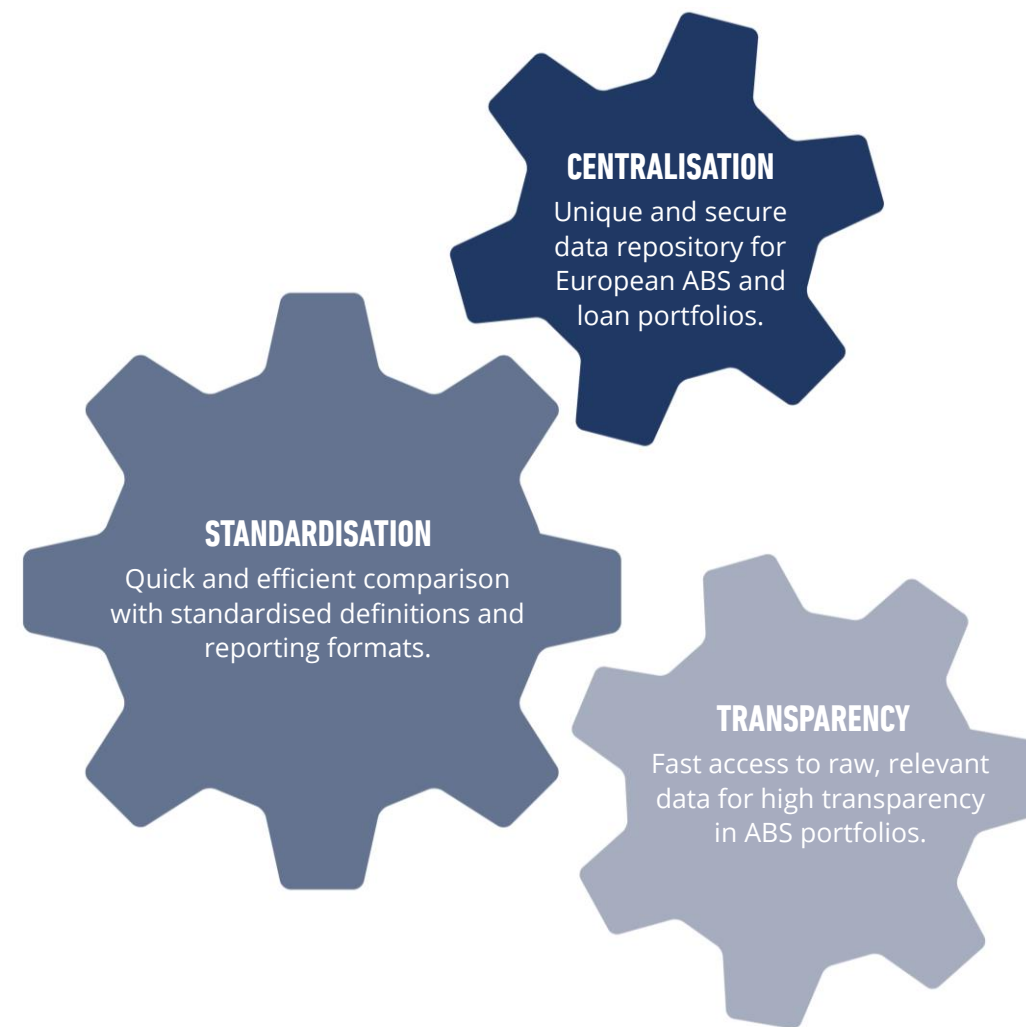 CENTRALISATION
Unique and secure
data repository for
European ABS and
loan portfolios.
STANDARDISATION
Quick and efficient comparison
with standardised definitions and
reporting formats.
TRANSPARENCY
Fast access to raw, relevant
data for high transparency
in ABS portfolios.